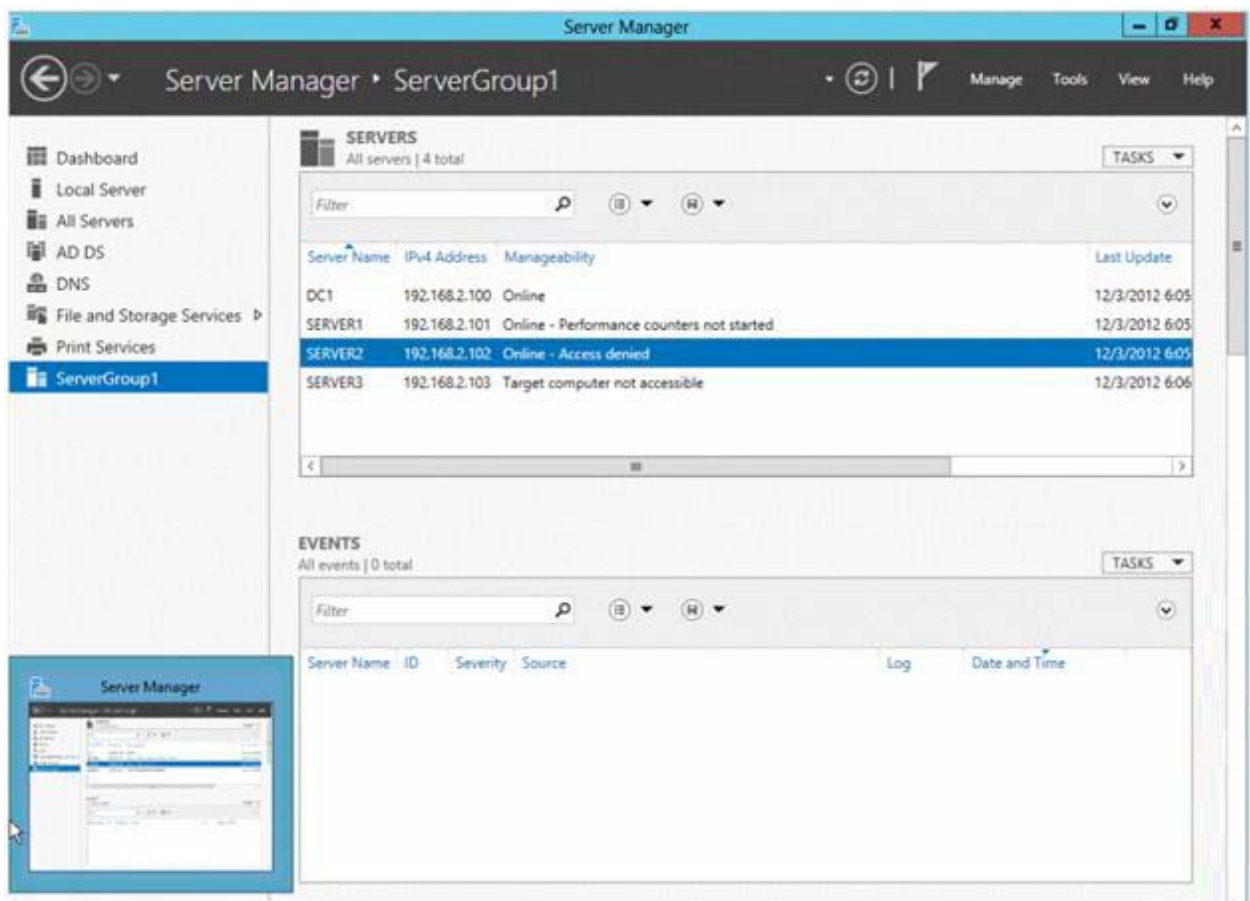 Server Manager
Server Manager ‣ ServerGroup1
Manage Tools View Help
Dashboard
Local Server
All Servers
AD DS
DNS
File and Storage Services
Print Services
ServerGroup1
SERVERS
All servers | 4 total
TASKS
Filter
Server Name IPv4 Address Manageability Last Update
DC1 192.168.2.100 Online 12/3/2012 6:05
SERVER1 192.168.2.101 Online - Performance counters not started 12/3/2012 6:05
SERVER2 192.168.2.102 Online - Access denied 12/3/2012 6:05
SERVER3 192.168.2.103 Target computer not accessible 12/3/2012 6:06
EVENTS
All events | 0 total
TASKS
Filter
Server Name ID Severity Source Log Date and Time
Server Manager